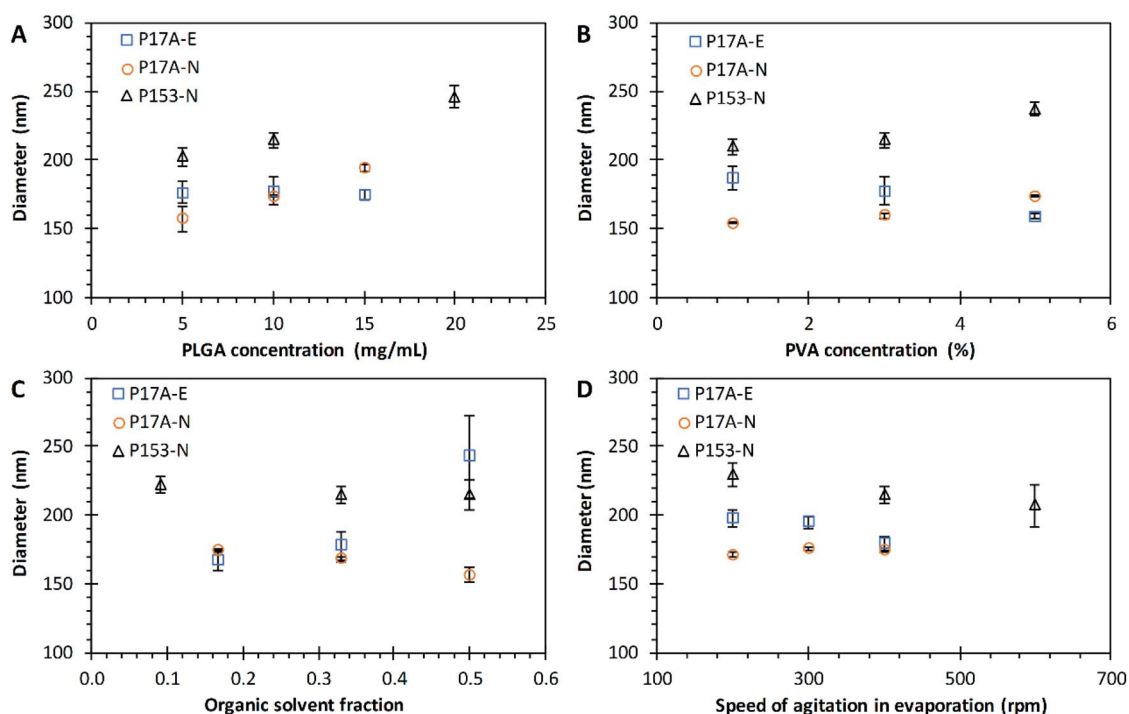 A
P17A-E
P17A-N
P153-N
300
250
200
150
100
0 5 10 15 20 25
Diameter (nm)
PLGA concentration (mg/mL)
B
P17A-E
P17A-N
P153-N
300
250
200
150
100
0 2 4 6
Diameter (nm)
PVA concentration (%)
C
P17A-E
P17A-N
P153-N
300
250
200
150
100
0.0 0.1 0.2 0.3 0.4 0.5 0.6
Diameter (nm)
Organic solvent fraction
D
P17A-E
P17A-N
P153-N
300
250
200
150
100
100 300 500 700
Diameter (nm)
Speed of agitation in evaporation (rpm)